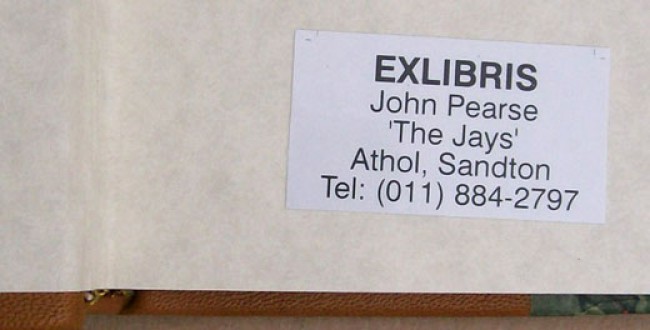 EXLIBRIS
John Pearse
'The Jays'
Athol, Sandton
Tel: (011) 884-2797